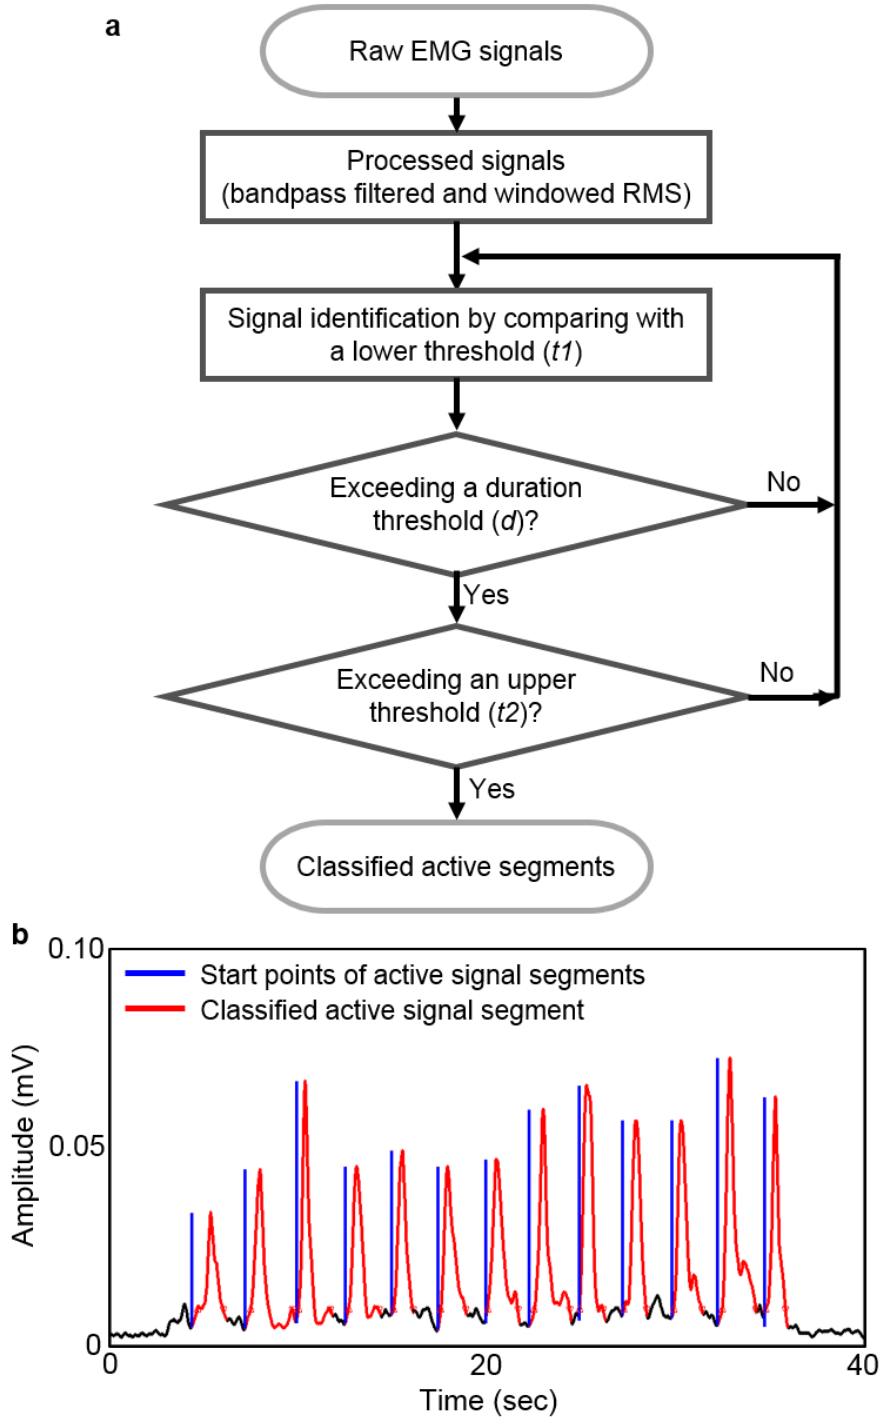 a
Raw EMG signals
Processed signals
(bandpass filtered and windowed RMS)
Signal identification by comparing with
a lower threshold (t1)
Exceeding a duration
threshold (d)?
No
Yes
Exceeding an upper
threshold (t2)?
No
Yes
Classified active segments
b
0.10
Start points of active signal segments
Classified active signal segment
Amplitude (mV)
0.05
0
0
20
40
Time (sec)